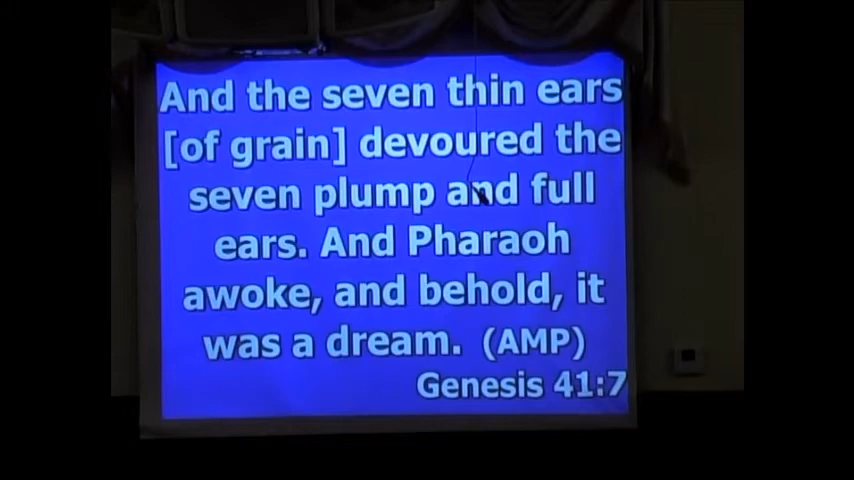 And the seven thin ears
[of grain] devoured the
seven plump and full
ears. And Pharaoh
awoke, and behold, it
was a dream. (AMP)
Genesis 41:7